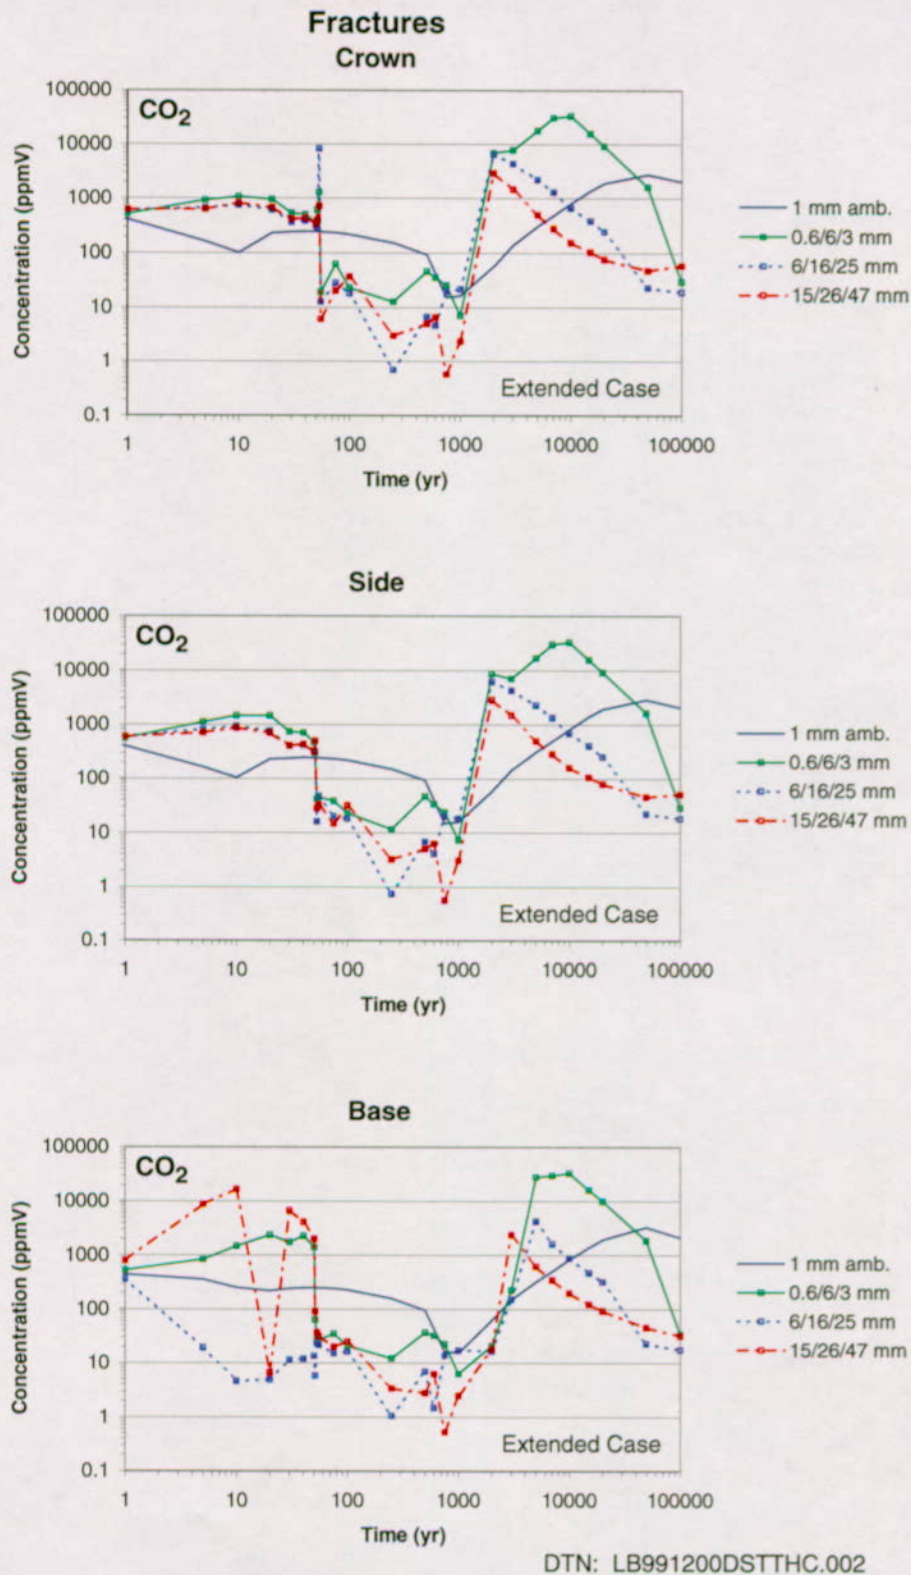 Fractures
Crown
100000
10000
1000
100
10
1
0.1
Concentration (ppmV)
CO2
Extended Case
1 10 100 1000 10000 100000
Time (yr)
1 mm amb.
0.6/6/3 mm
6/16/25 mm
15/26/47 mm
Side
100000
10000
1000
100
10
1
0.1
Concentration (ppmV)
CO2
Extended Case
1 10 100 1000 10000 100000
Time (yr)
1 mm amb.
0.6/6/3 mm
6/16/25 mm
15/26/47 mm
Base
100000
10000
1000
100
10
1
0.1
Concentration (ppmV)
CO2
Extended Case
1 10 100 1000 10000 100000
Time (yr)
1 mm amb.
0.6/6/3 mm
6/16/25 mm
15/26/47 mm
DTN: LB991200DSTTHC.002